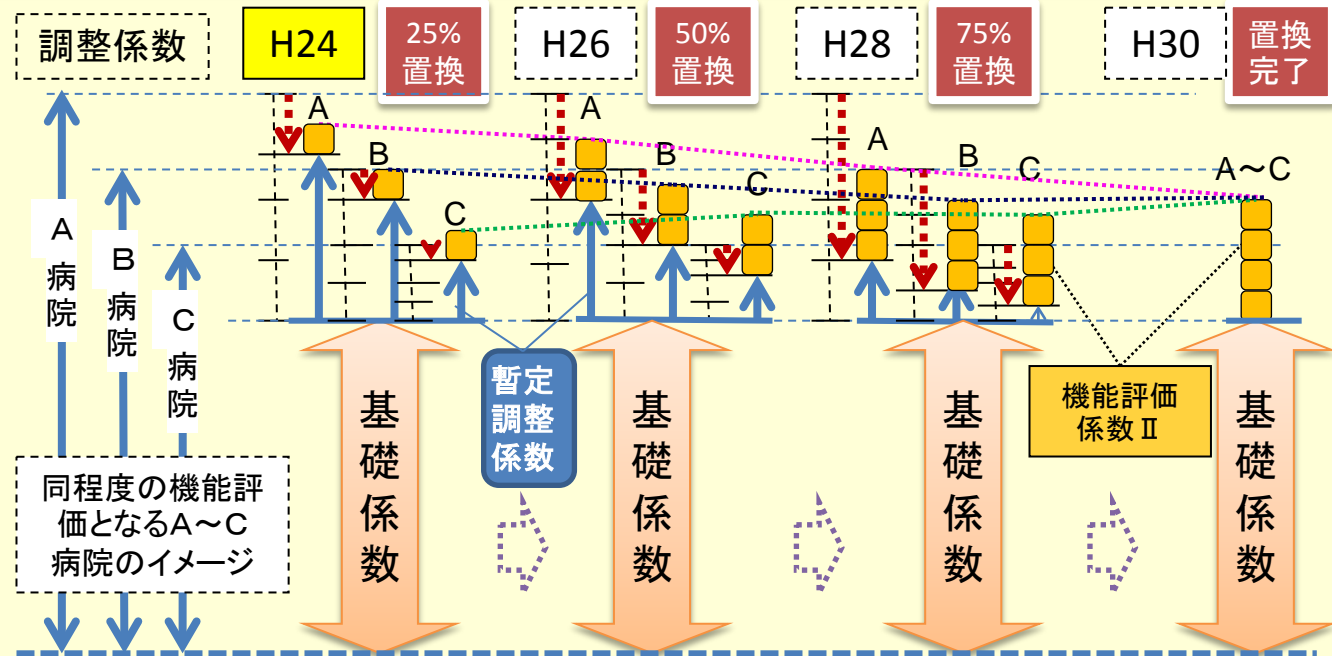 調整係数
H24
25%
置換
H26
50%
置換
H28
75%
置換
H30
置換
完了
A
B
C
A
B
C
A
B
C
A～C
A
病
院
B
病
院
C
病
院
暫定
調整
係数
機能評価
係数Ⅱ
基
礎
係
数
基
礎
係
数
基
礎
係
数
基
礎
係
数
同程度の機能評
価となるA～C
病院のイメージ